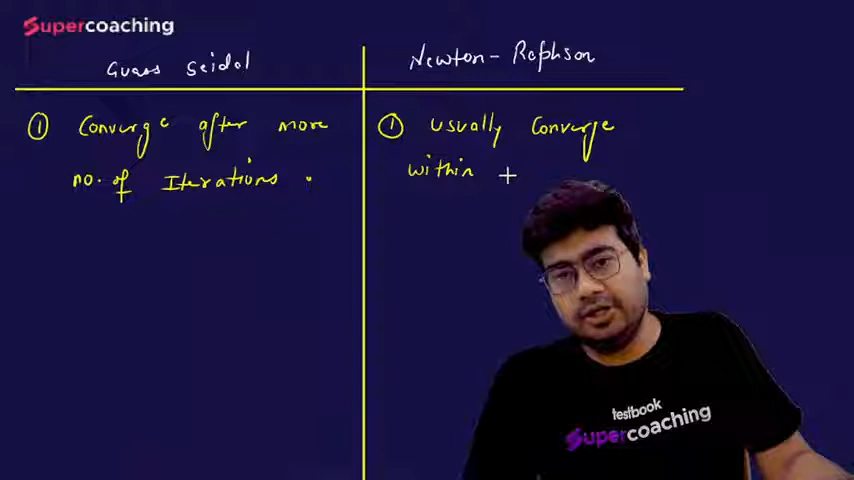 Supercoaching
Guass Seidal
Newton-Raphson
① Converge after more
no. of Iterations.
① usually Converge
within
testbook
Supercoaching